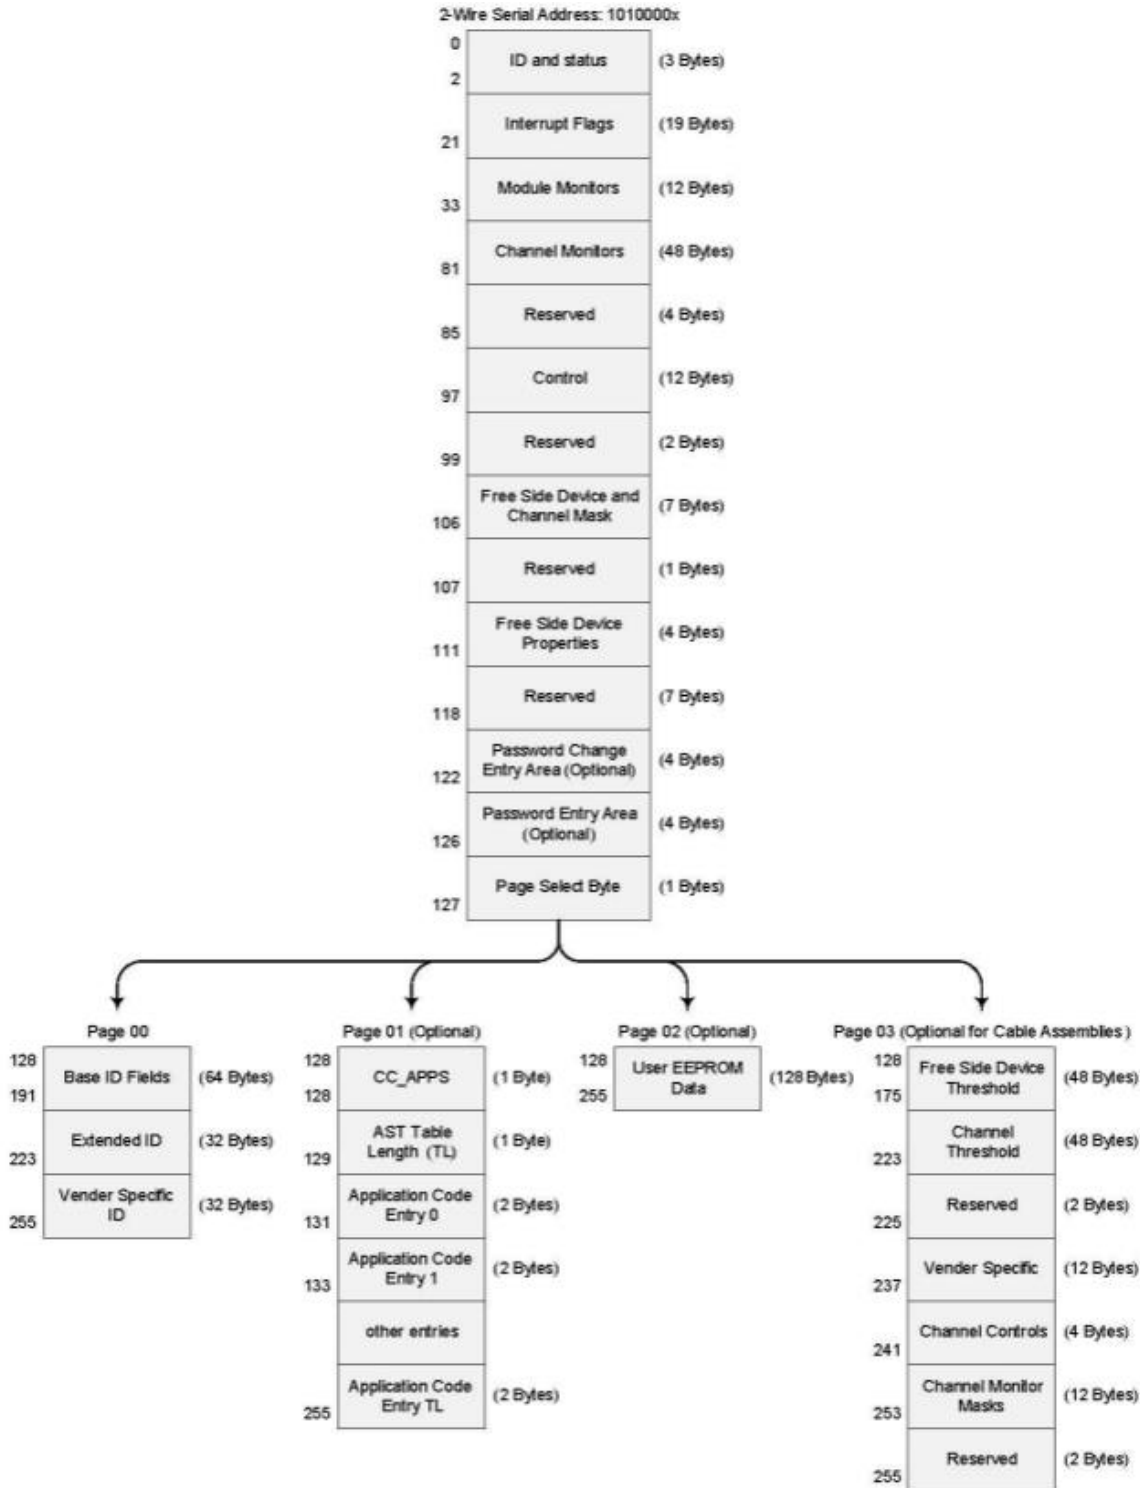 2-Wire Serial Address: 1010000x
0
ID and status (3 Bytes)
2
Interrupt Flags (19 Bytes)
21
Module Monitors (12 Bytes)
33
Channel Monitors (48 Bytes)
81
Reserved (4 Bytes)
85
Control (12 Bytes)
97
Reserved (2 Bytes)
99
Free Side Device and
Channel Mask
(7 Bytes)
106
Reserved (1 Bytes)
107
Free Side Device
Properties
(4 Bytes)
111
Reserved (7 Bytes)
118
Password Change
Entry Area (Optional)
(4 Bytes)
122
Password Entry Area
(Optional)
(4 Bytes)
126
Page Select Byte (1 Bytes)
127
Page 00
128
Base ID Fields (64 Bytes)
191
Extended ID (32 Bytes)
223
Vender Specific
ID
(32 Bytes)
255
Page 01 (Optional)
128
CC_APPS (1 Byte)
128
AST Table
Length (TL)
(1 Byte)
129
Application Code
Entry 0
(2 Bytes)
131
Application Code
Entry 1
(2 Bytes)
133
other entries
Application Code
Entry TL
(2 Bytes)
255
Page 02 (Optional)
128
User EEPROM
Data
(128 Bytes)
255
Page 03 (Optional for Cable Assemblies )
128
Free Side Device
Threshold
(48 Bytes)
175
Channel
Threshold
(48 Bytes)
223
Reserved (2 Bytes)
225
Vender Specific (12 Bytes)
237
Channel Controls (4 Bytes)
241
Channel Monitor
Masks
(12 Bytes)
253
Reserved (2 Bytes)
255